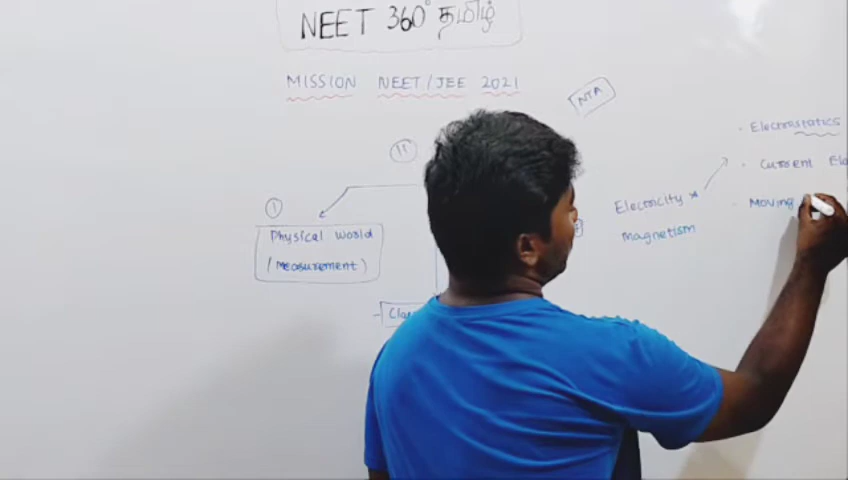 NEET 360° தமிழ்
MISSION NEET/JEE 2021
NTA
11
1
Physical World
(Measurement)
Electricity
Magnetism
Electrostatics
Current
Moving